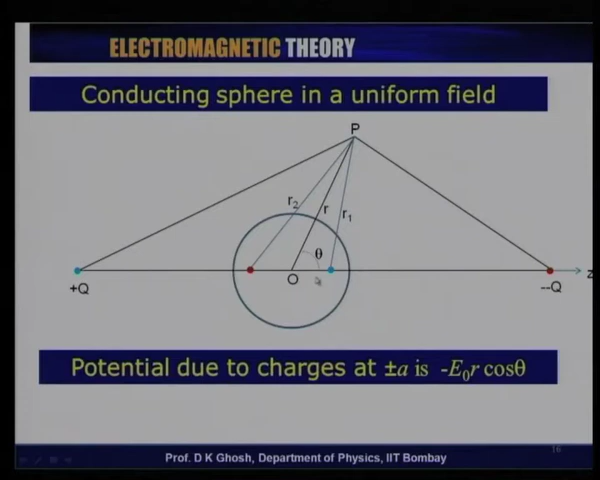 ELECTROMAGNETIC THEORY
Conducting sphere in a uniform field
P
r₂
r
r₁
θ
O
+Q
--Q
z
Potential due to charges at ±a is -E₀r cosθ
16
Prof. D K Ghosh, Department of Physics, IIT Bombay